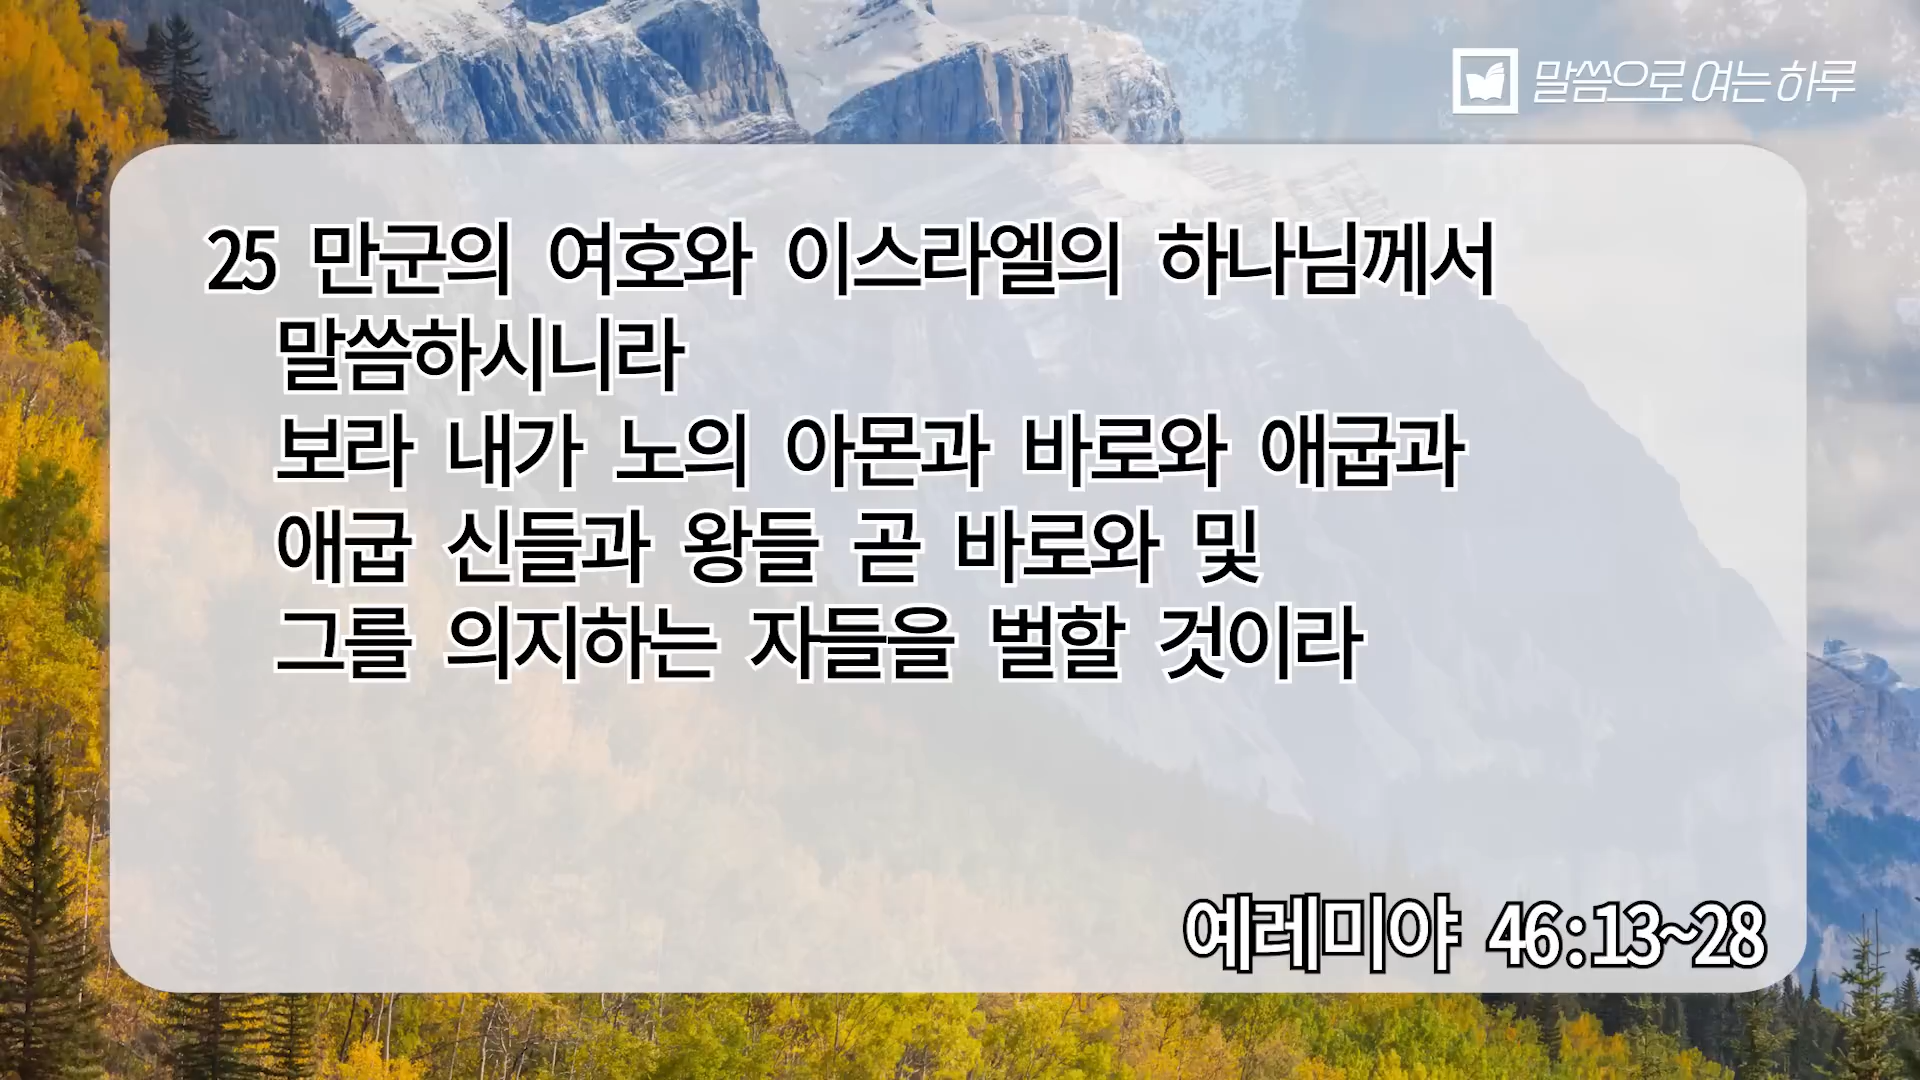 말씀으로 여는 하루
25 만군의 여호와 이스라엘의 하나님께서
말씀하시니라
보라 내가 노의 아몬과 바로와 애굽과
애굽 신들과 왕들 곧 바로와 및
그를 의지하는 자들을 벌할 것이라
예레미야 46:13~28